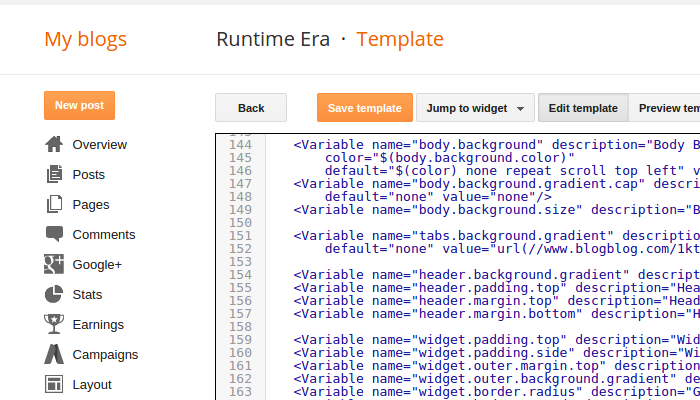 My blogs
Runtime Era · Template
New post
Back
Save template
Jump to widget
Edit template
Preview tem
Overview
Posts
Pages
Comments
Google+
Stats
Earnings
Campaigns
Layout
144 <Variable name="body.background" description="Body B
145 color="$(body.background.color)"
146 default="$(color) none repeat scroll top left" v
147 <Variable name="body.background.gradient.cap" descri
148 default="none" value="none"/>
149 <Variable name="body.background.size" description="B
150
151 <Variable name="tabs.background.gradient" descriptio
152 default="none" value="url(//www.blogblog.com/1kt
153
154 <Variable name="header.background.gradient" descript
155 <Variable name="header.padding.top" description="Hea
156 <Variable name="header.margin.top" description="Head
157 <Variable name="header.margin.bottom" description="H
158
159 <Variable name="widget.padding.top" description="Wid
160 <Variable name="widget.padding.side" description="Wi
161 <Variable name="widget.outer.margin.top" description
162 <Variable name="widget.outer.background.gradient" de
163 <Variable name="widget.border.radius" description="G